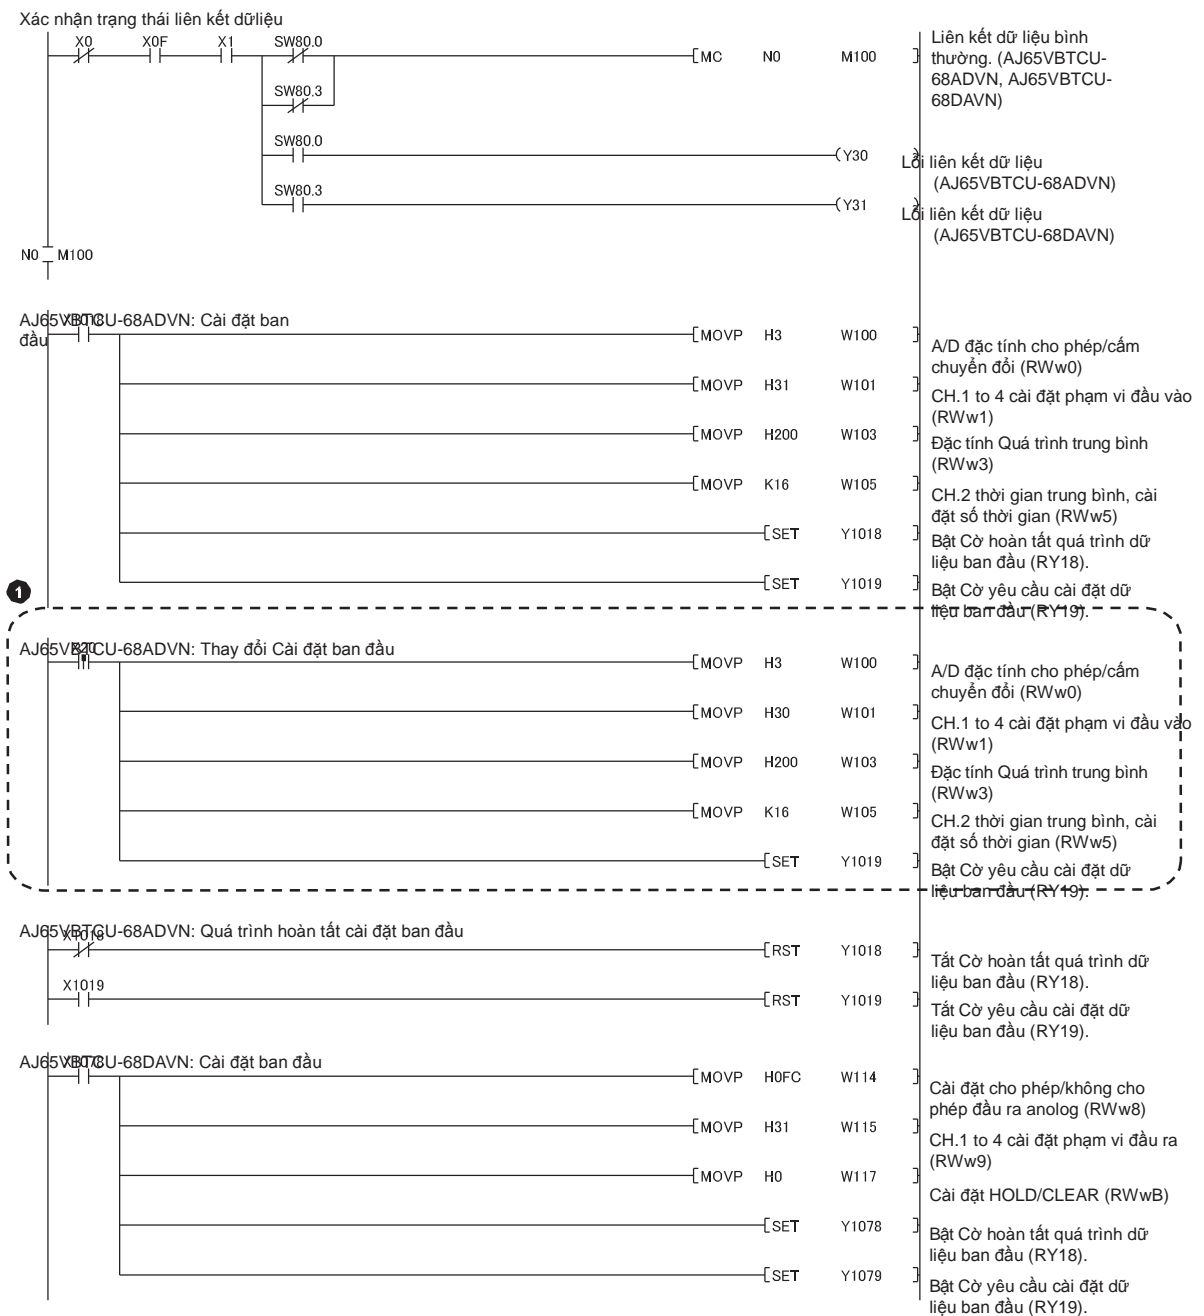 Xác nhận trạng thái liên kết dữliệu
X0 X0F X1 SW80.0
MC N0 M100
Liên kết dữ liệu bình
thường. (AJ65VBTCU-
68ADVN, AJ65VBTCU-
68DAVN)
SW80.3
SW80.0
Y30
Lỗi liên kết dữ liệu
(AJ65VBTCU-68ADVN)
SW80.3
Y31
Lỗi liên kết dữ liệu
(AJ65VBTCU-68DAVN)
N0 M100
AJ65VBTCU-68ADVN: Cài đặt ban
đầu
X1018
MOVP H3 W100
A/D đặc tính cho phép/cấm
chuyển đổi (RWw0)
MOVP H31 W101
CH.1 to 4 cài đặt phạm vi đầu vào
(RWw1)
MOVP H200 W103
Đặc tính Quá trình trung bình
(RWw3)
MOVP K16 W105
CH.2 thời gian trung bình, cài
đặt số thời gian (RWw5)
SET Y1018
Bật Cờ hoàn tất quá trình dữ
liệu ban đầu (RY18).
SET Y1019
Bật Cờ yêu cầu cài đặt dữ
liệu ban đầu (RY19).
1
AJ65VBTCU-68ADVN: Thay đổi Cài đặt ban đầu
X20
MOVP H3 W100
A/D đặc tính cho phép/cấm
chuyển đổi (RWw0)
MOVP H30 W101
CH.1 to 4 cài đặt phạm vi đầu vào
(RWw1)
MOVP H200 W103
Đặc tính Quá trình trung bình
(RWw3)
MOVP K16 W105
CH.2 thời gian trung bình, cài
đặt số thời gian (RWw5)
SET Y1019
Bật Cờ yêu cầu cài đặt dữ
liệu ban đầu (RY19).
AJ65VBTCU-68ADVN: Quá trình hoàn tất cài đặt ban đầu
X1018
RST Y1018
Tắt Cờ hoàn tất quá trình dữ
liệu ban đầu (RY18).
X1019
RST Y1019
Tắt Cờ yêu cầu cài đặt dữ
liệu ban đầu (RY19).
AJ65VBTCU-68DAVN: Cài đặt ban đầu
X1078
MOVP H0FC W114
Cài đặt cho phép/không cho
phép đầu ra anolog (RWw8)
MOVP H31 W115
CH.1 to 4 cài đặt phạm vi đầu ra
(RWw9)
MOVP H0 W117
Cài đặt HOLD/CLEAR (RWwB)
SET Y1078
Bật Cờ hoàn tất quá trình dữ
liệu ban đầu (RY18).
SET Y1079
Bật Cờ yêu cầu cài đặt dữ
liệu ban đầu (RY19).